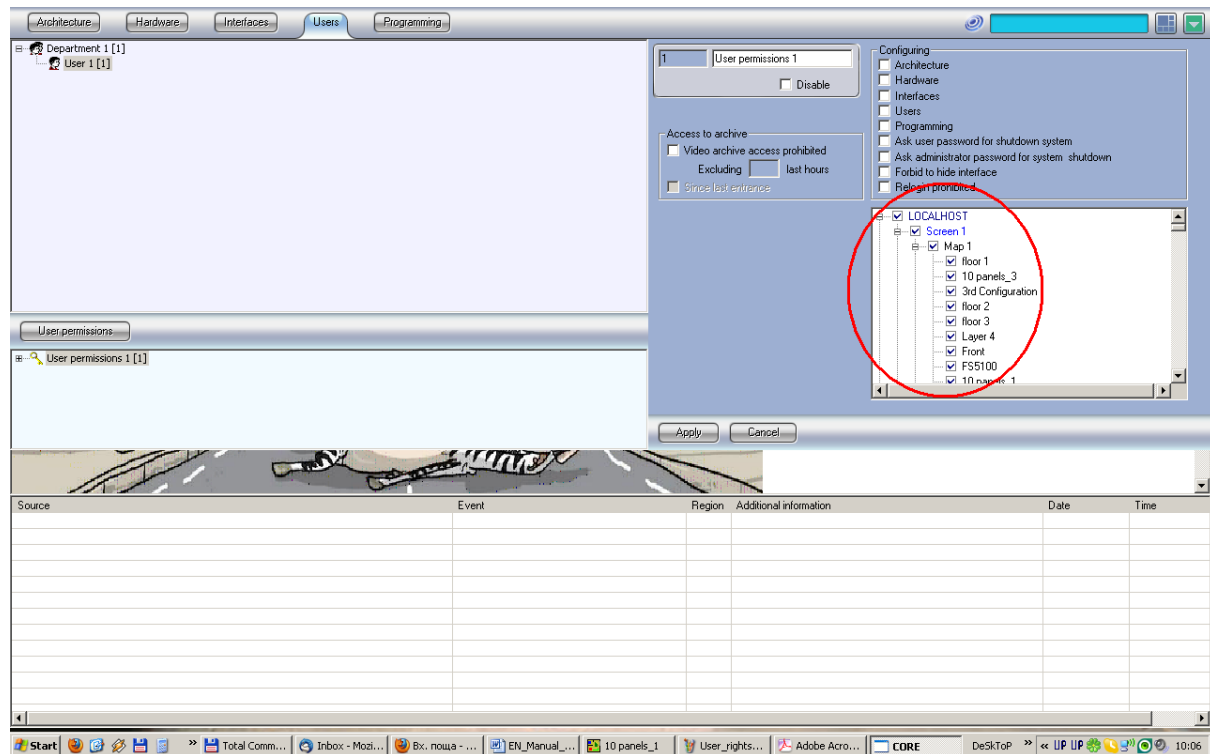 Architecture Hardware Interfaces Users Programming
Department 1 [1]
User 1 [1]
User permissions
User permissions 1 [1]
1 User permissions 1
Disable
Access to archive
Video archive access prohibited
Excluding last hours
Since last entrance
Configuring
Architecture
Hardware
Interfaces
Users
Programming
Ask user password for shutdown system
Ask administrator password for system shutdown
Forbid to hide interface
Relogin prohibited
LOCALHOST
Screen 1
Map 1
floor 1
10 panels_3
3rd Configuration
floor 2
floor 3
Layer 4
Front
FS5100
10 panels_1
Apply Cancel
Source Event Region Additional information Date Time
Start Total Comm... Inbox - Mozi... Вх. поща - ... EN_Manual_... 10 panels_1 User_rights... Adobe Acro... CORE DeSkToP UP UP 10:06